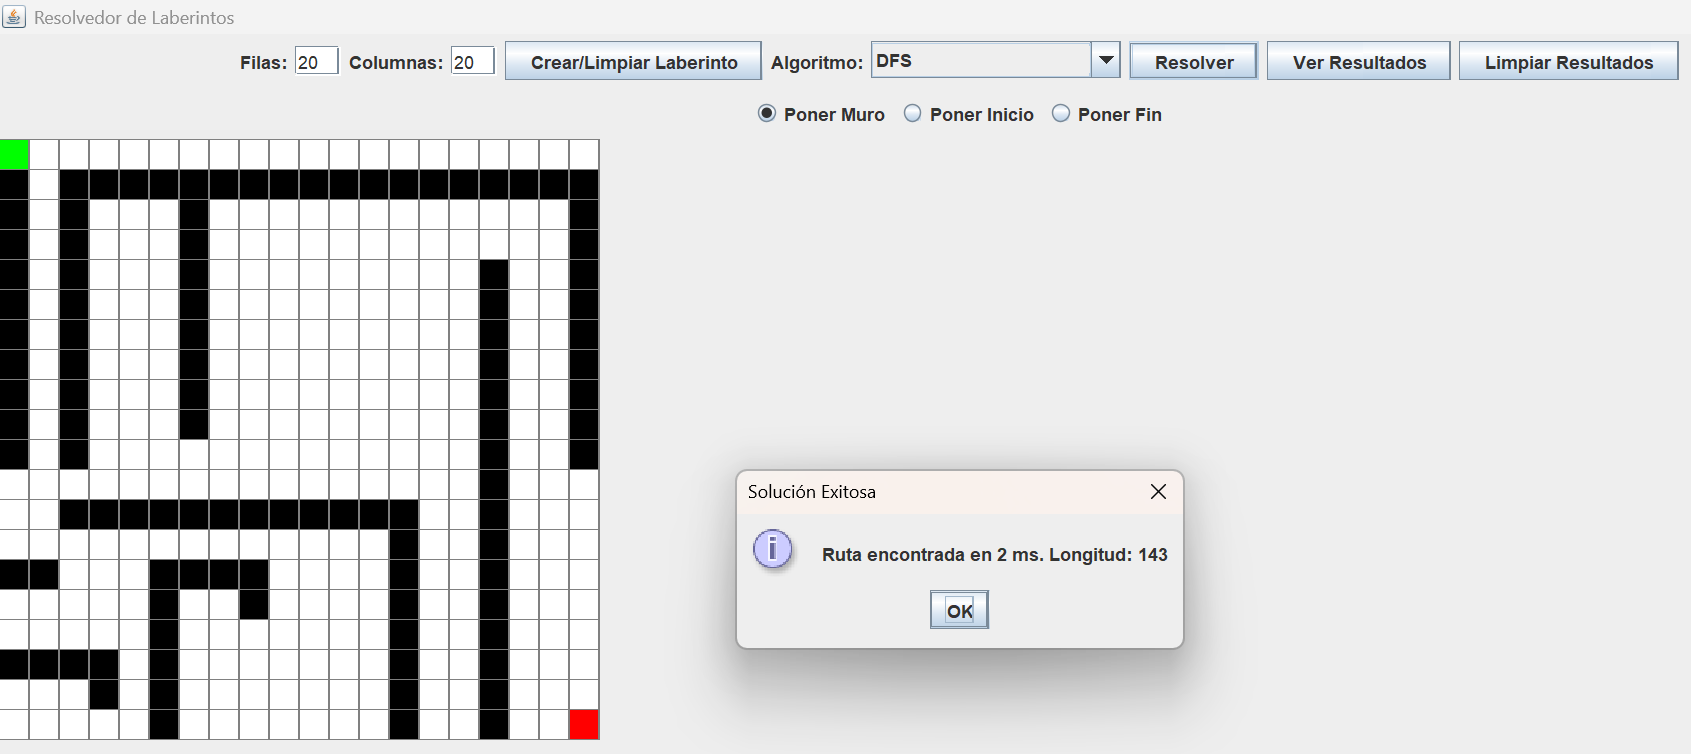 Resolvedor de Laberintos
Filas: 20 Columnas: 20 Crear/Limpiar Laberinto Algoritmo: DFS Resolver Ver Resultados Limpiar Resultados
Poner Muro Poner Inicio Poner Fin
Solución Exitosa
Ruta encontrada en 2 ms. Longitud: 143
OK